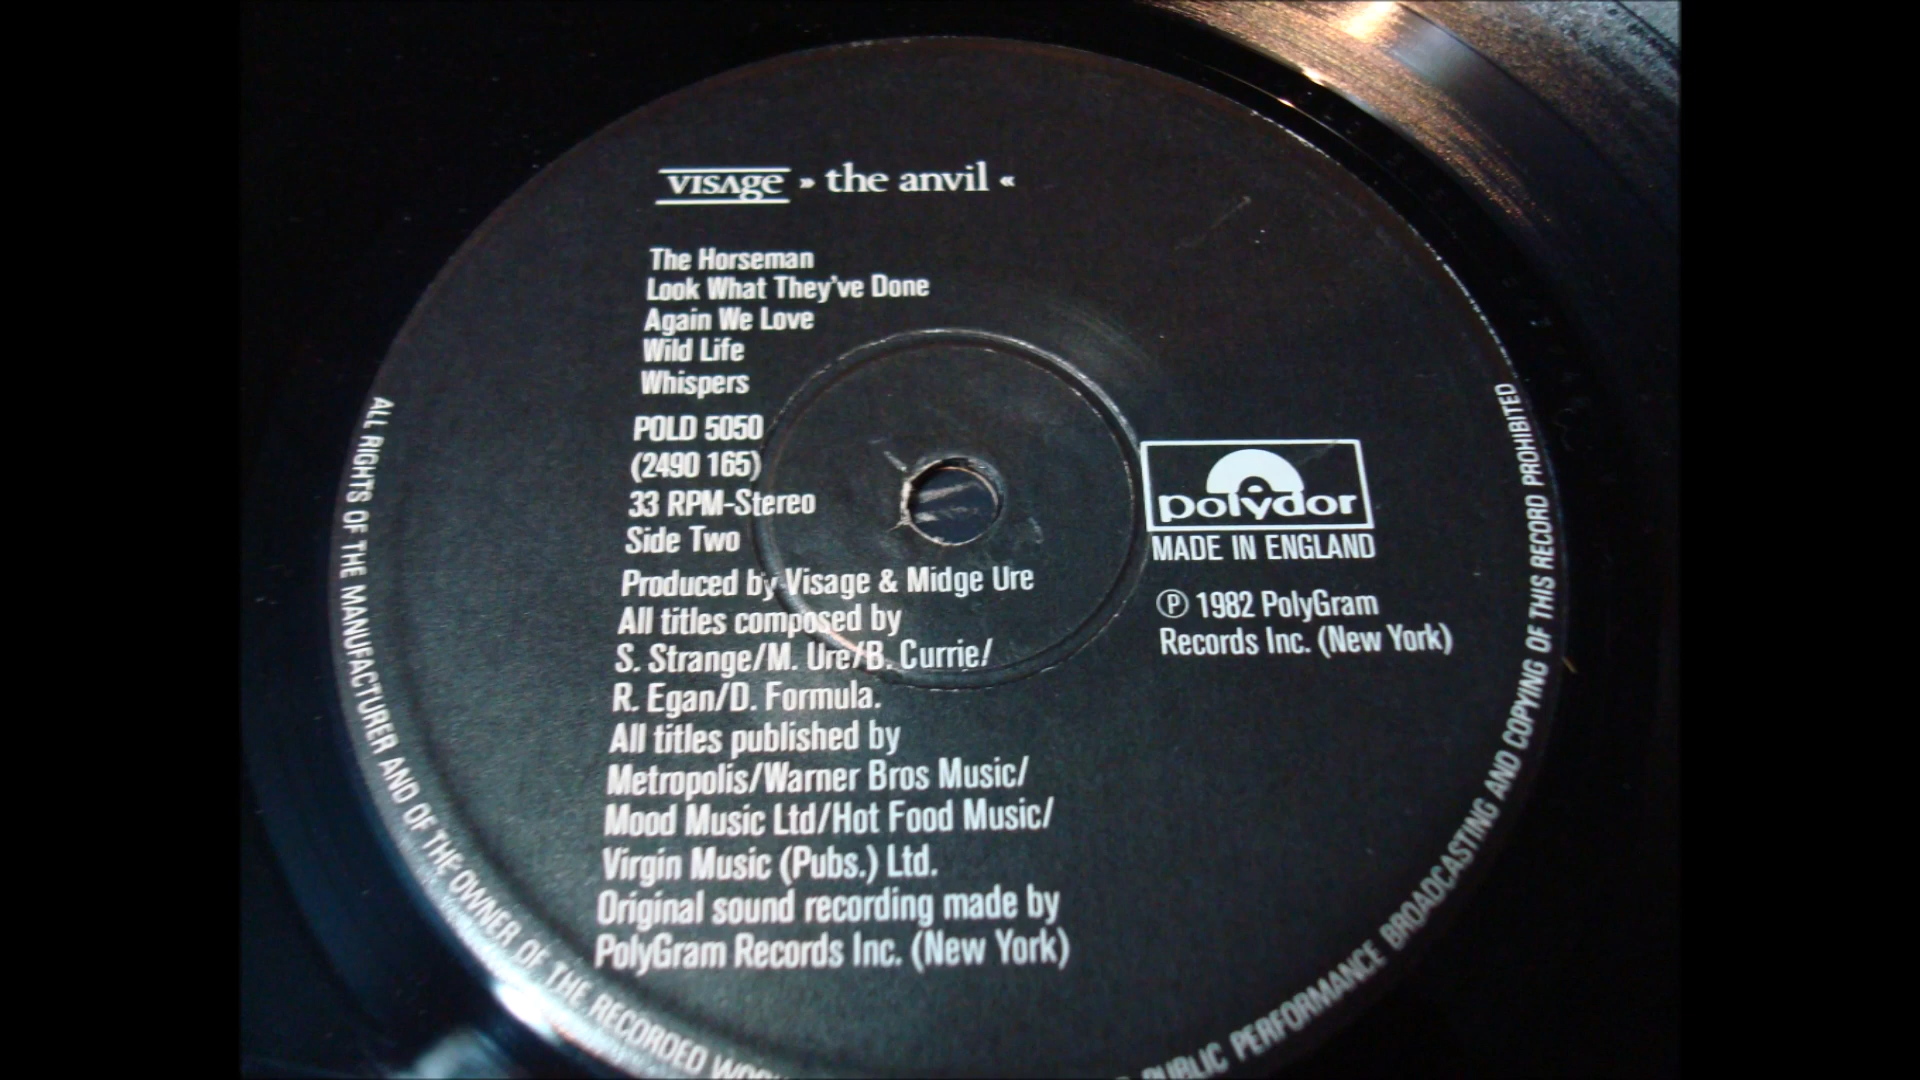 visage » the anvil «
The Horseman
Look What They've Done
Again We Love
Wild Life
Whispers
POLD 5050
(2490 165)
33 RPM-Stereo
Side Two
Produced by Visage & Midge Ure
All titles composed by
S. Strange/M. Ure/B. Currie/
R. Egan/D. Formula.
All titles published by
Metropolis/Warner Bros Music/
Mood Music Ltd/Hot Food Music/
Virgin Music (Pubs.) Ltd.
Original sound recording made by
PolyGram Records Inc. (New York)
polydor
MADE IN ENGLAND
℗ 1982 PolyGram
Records Inc. (New York)
ALL RIGHTS OF THE MANUFACTURER AND OF THE OWNER OF THE RECORDED
PUBLIC PERFORMANCE BROADCASTING AND COPYING OF THIS RECORD PROHIBITED